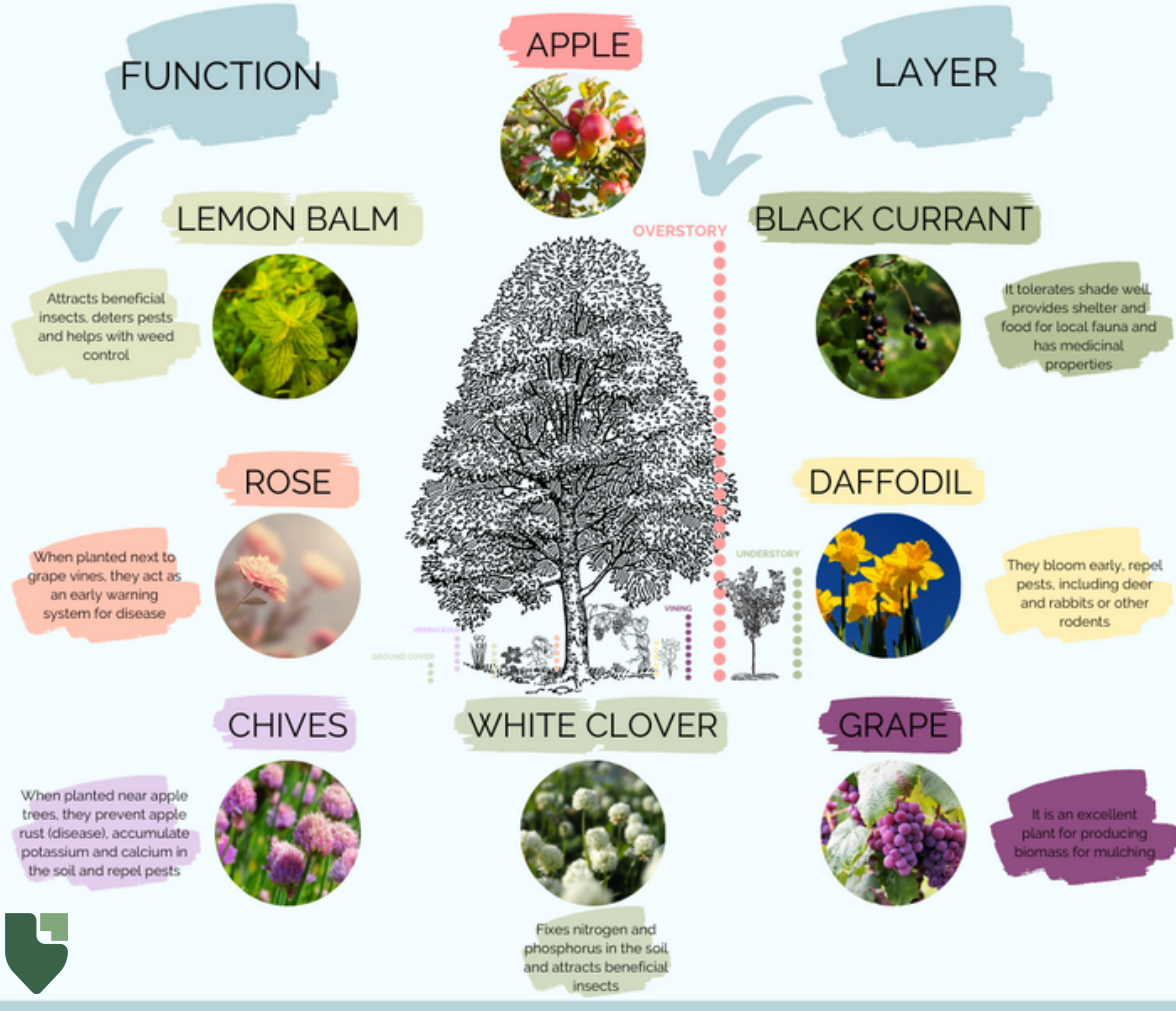 FUNCTION
APPLE
LAYER
LEMON BALM
Attracts beneficial
insects, deters pests
and helps with weed
control
OVERSTORY
BLACK CURRANT
It tolerates shade well,
provides shelter and
food for local fauna and
has medicinal
properties
ROSE
When planted next to
grape vines, they act as
an early warning
system for disease
DAFFODIL
They bloom early, repel
pests, including deer
and rabbits or other
rodents
UNDERSTORY
VINING
HERBACEOUS
GROUND COVER
CHIVES
When planted near apple
trees, they prevent apple
rust (disease), accumulate
potassium and calcium in
the soil and repel pests
WHITE CLOVER
Fixes nitrogen and
phosphorus in the soil
and attracts beneficial
insects
GRAPE
It is an excellent
plant for producing
biomass for mulching